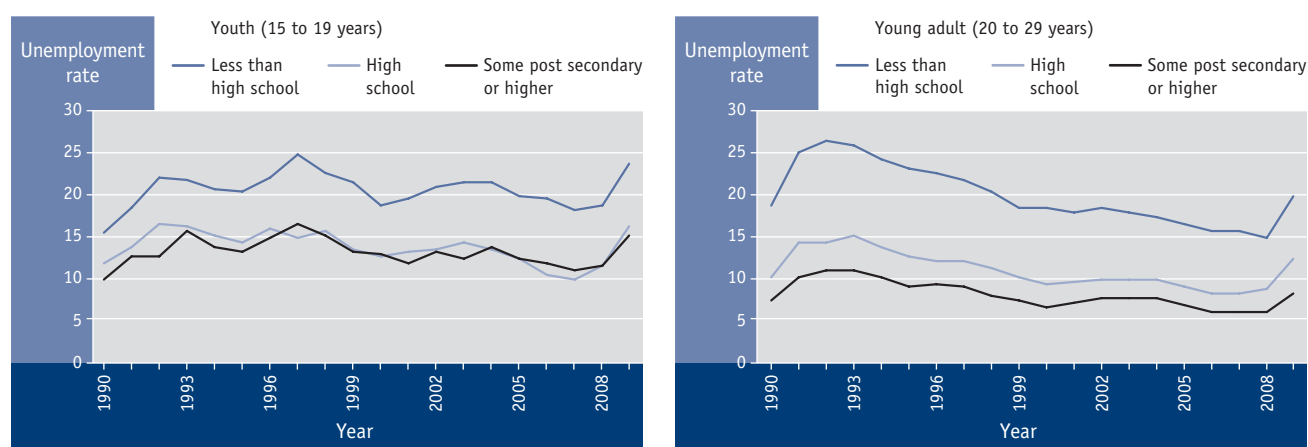 Youth (15 to 19 years)
Unemployment
rate
Less than
high school
High
school
Some post secondary
or higher
30
25
20
15
10
5
0
1990
1993
1996
1999
2002
2005
2008
Year
Young adult (20 to 29 years)
Unemployment
rate
Less than
high school
High
school
Some post secondary
or higher
30
25
20
15
10
5
0
1990
1993
1996
1999
2002
2005
2008
Year